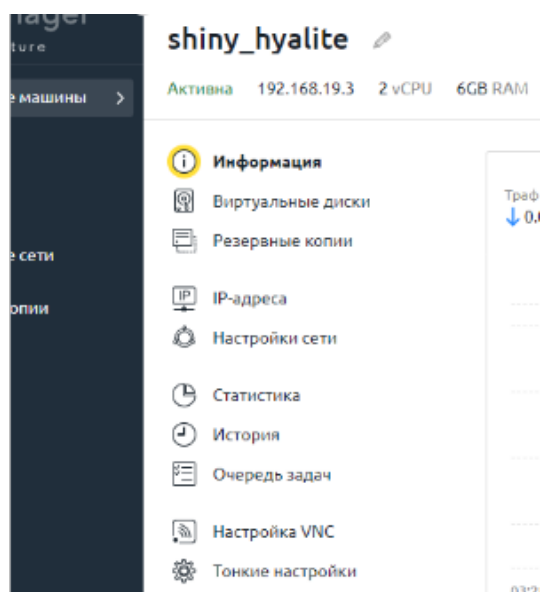 shiny_hyalite
ture
Активна 192.168.19.3 2 vCPU 6GB RAM
машины
Информация
Виртуальные диски
Резервные копии
сети
IP-адреса
Настройки сети
Статистика
История
Очередь задач
Настройка VNC
Тонкие настройки